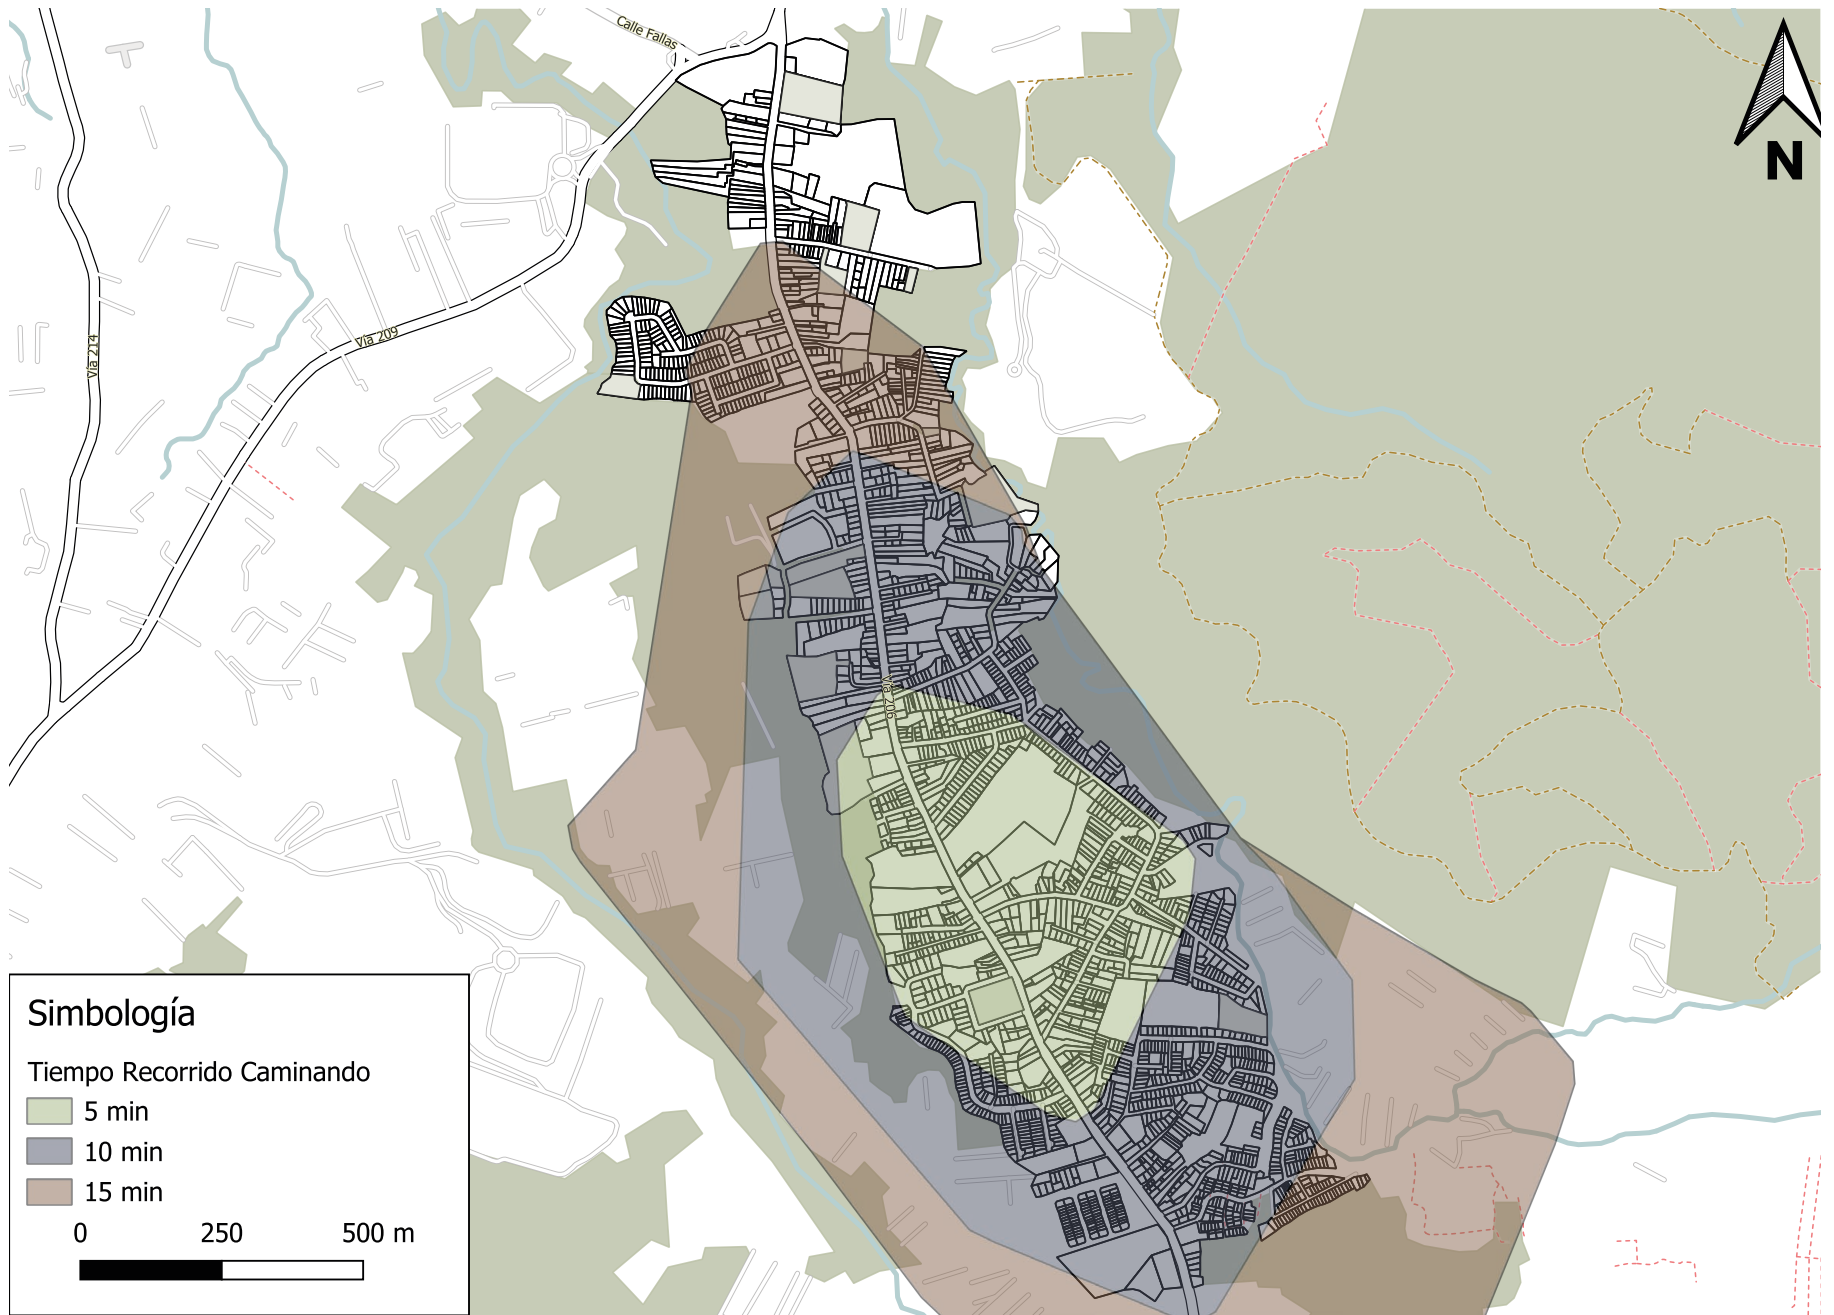 Calle Fallas
N
Vía 209
Vía 214
Vía 206
Simbología
Tiempo Recorrido Caminando
5 min
10 min
15 min
0 250 500 m